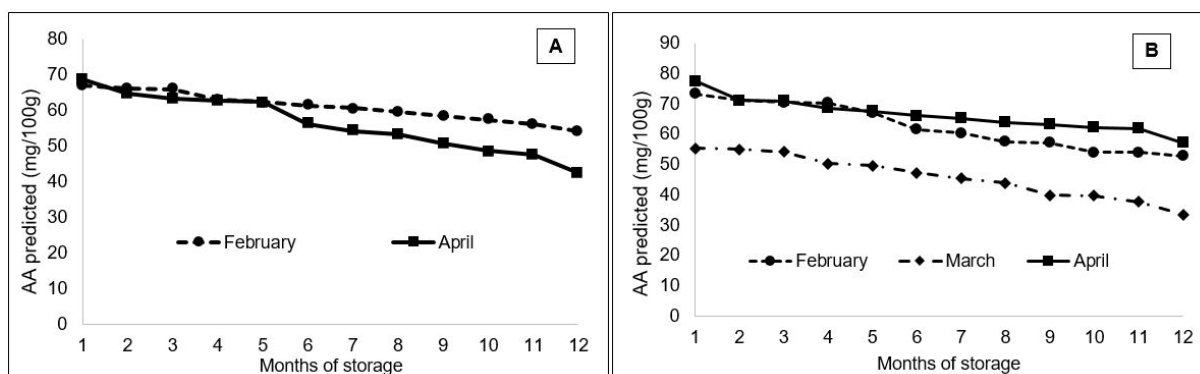 A
AA predicted (mg/100g)
80
70
60
50
40
30
20
10
0
February
April
1 2 3 4 5 6 7 8 9 10 11 12
Months of storage
B
AA predicted (mg/100g)
90
80
70
60
50
40
30
20
10
0
February
March
April
1 2 3 4 5 6 7 8 9 10 11 12
Months of storage